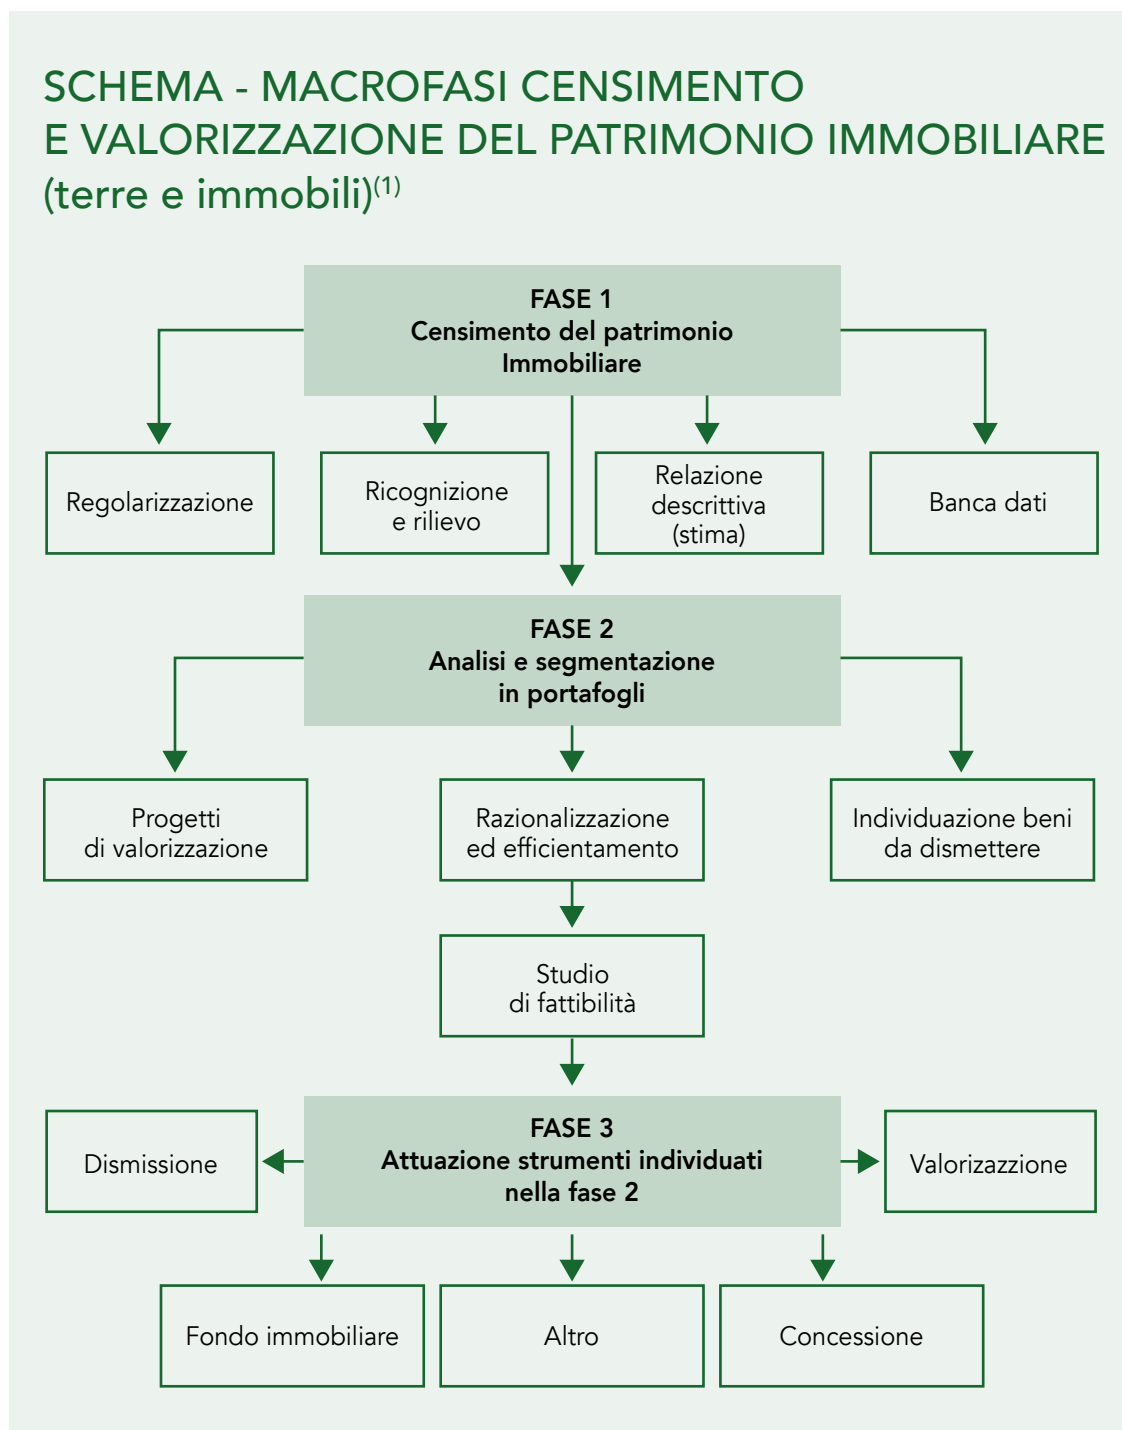 SCHEMA - MACROFASI CENSIMENTO
E VALORIZZAZIONE DEL PATRIMONIO IMMOBILIARE
(terre e immobili)(1)
FASE 1
Censimento del patrimonio
Immobiliare
Regolarizzazione
Ricognizione
e rilievo
Relazione
descrittiva
(stima)
Banca dati
FASE 2
Analisi e segmentazione
in portafogli
Progetti
di valorizzazione
Razionalizzazione
ed efficientamento
Individuazione beni
da dismettere
Studio
di fattibilità
FASE 3
Attuazione strumenti individuati
nella fase 2
Dismissione
Valorizazzione
Fondo immobiliare
Altro
Concessione